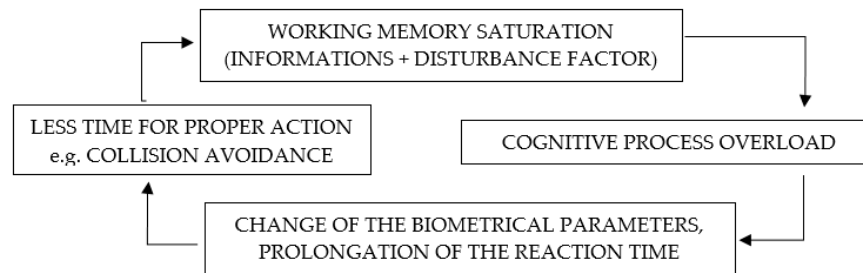 WORKING MEMORY SATURATION
(INFORMATIONS + DISTURBANCE FACTOR)
LESS TIME FOR PROPER ACTION
e.g. COLLISION AVOIDANCE
COGNITIVE PROCESS OVERLOAD
CHANGE OF THE BIOMETRICAL PARAMETERS,
PROLONGATION OF THE REACTION TIME